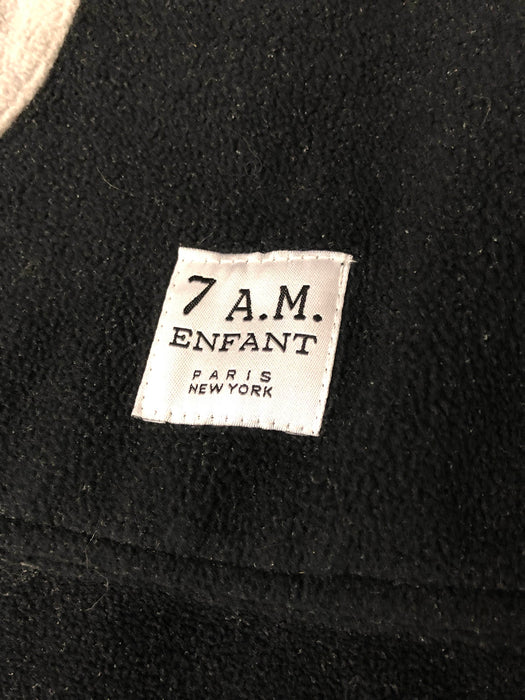 7 A.M.
ENFANT
PARIS
NEW YORK